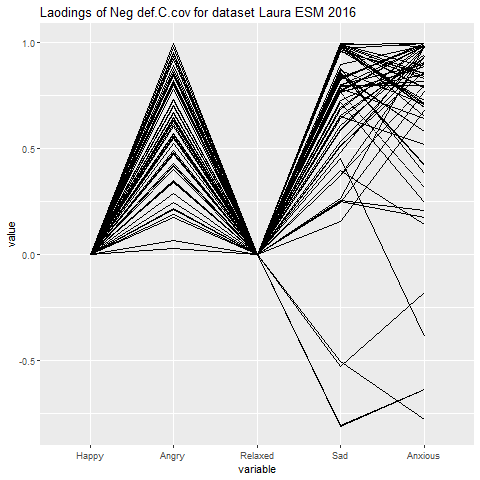 Laodings of Neg def.C.cov for dataset Laura ESM 2016
1.0
0.5
0.0
-0.5
value
Happy Angry Relaxed Sad Anxious
variable